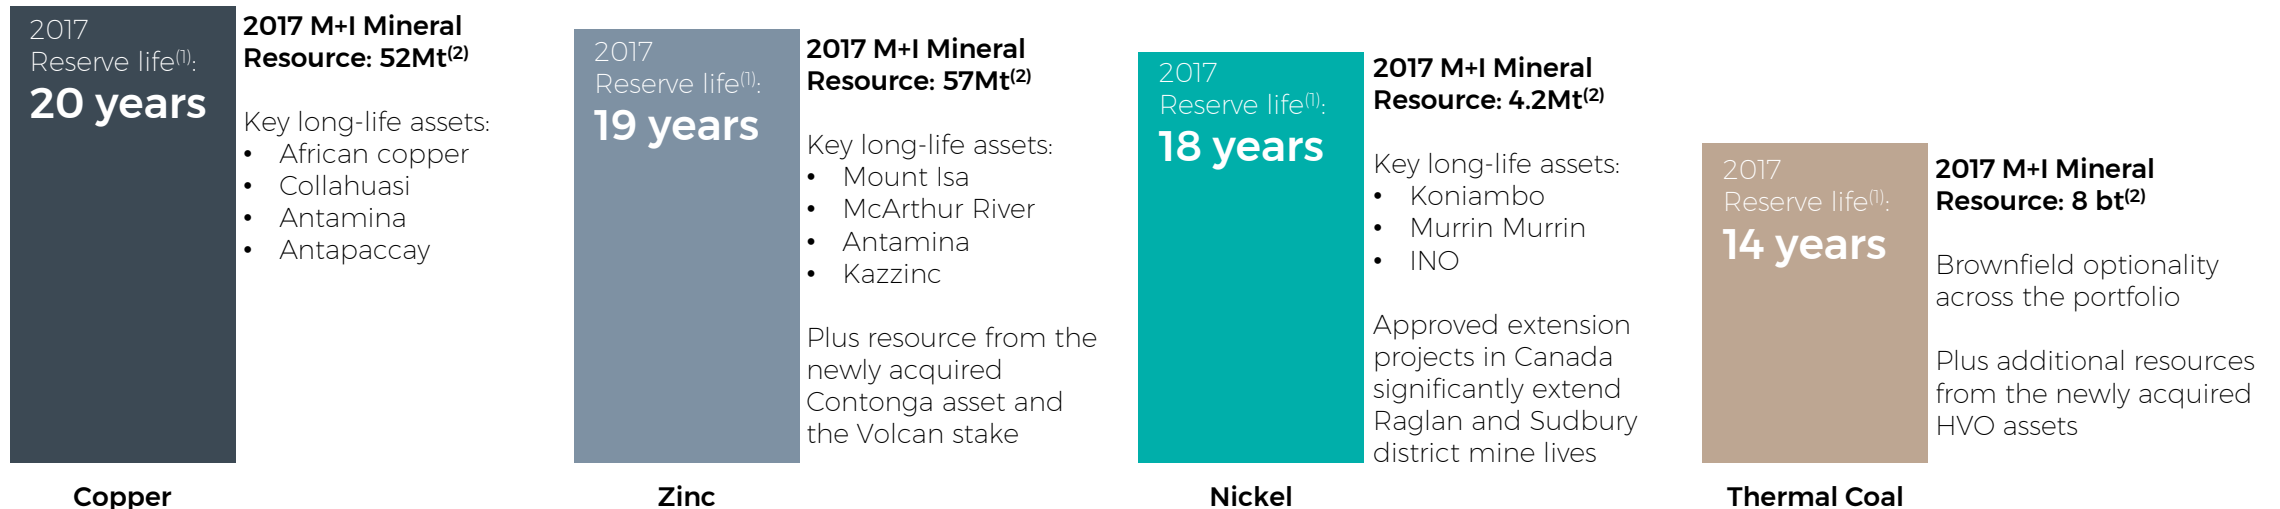 2017
Reserve life(1):
20 years
2017 M+I Mineral
Resource: 52Mt(2)
Key long-life assets:
• African copper
• Collahuasi
• Antamina
• Antapaccay
Copper
2017
Reserve life(1):
19 years
2017 M+I Mineral
Resource: 57Mt(2)
Key long-life assets:
• Mount Isa
• McArthur River
• Antamina
• Kazzinc
Plus resource from the
newly acquired
Contonga asset and
the Volcan stake
Zinc
2017
Reserve life(1):
18 years
2017 M+I Mineral
Resource: 4.2Mt(2)
Key long-life assets:
• Koniambo
• Murrin Murrin
• INO
Approved extension
projects in Canada
significantly extend
Raglan and Sudbury
district mine lives
Nickel
2017
Reserve life(1):
14 years
2017 M+I Mineral
Resource: 8 bt(2)
Brownfield optionality
across the portfolio
Plus additional resources
from the newly acquired
HVO assets
Thermal Coal